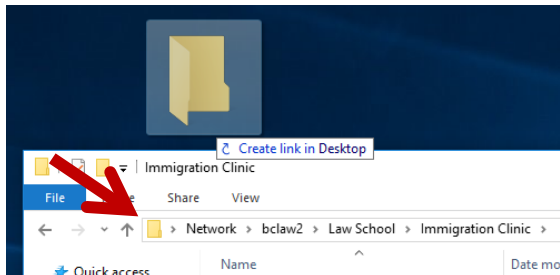 Create link in Desktop
Immigration Clinic
File
Share View
Network > bclaw2 > Law School > Immigration Clinic >
Quick access
Name
Date mo